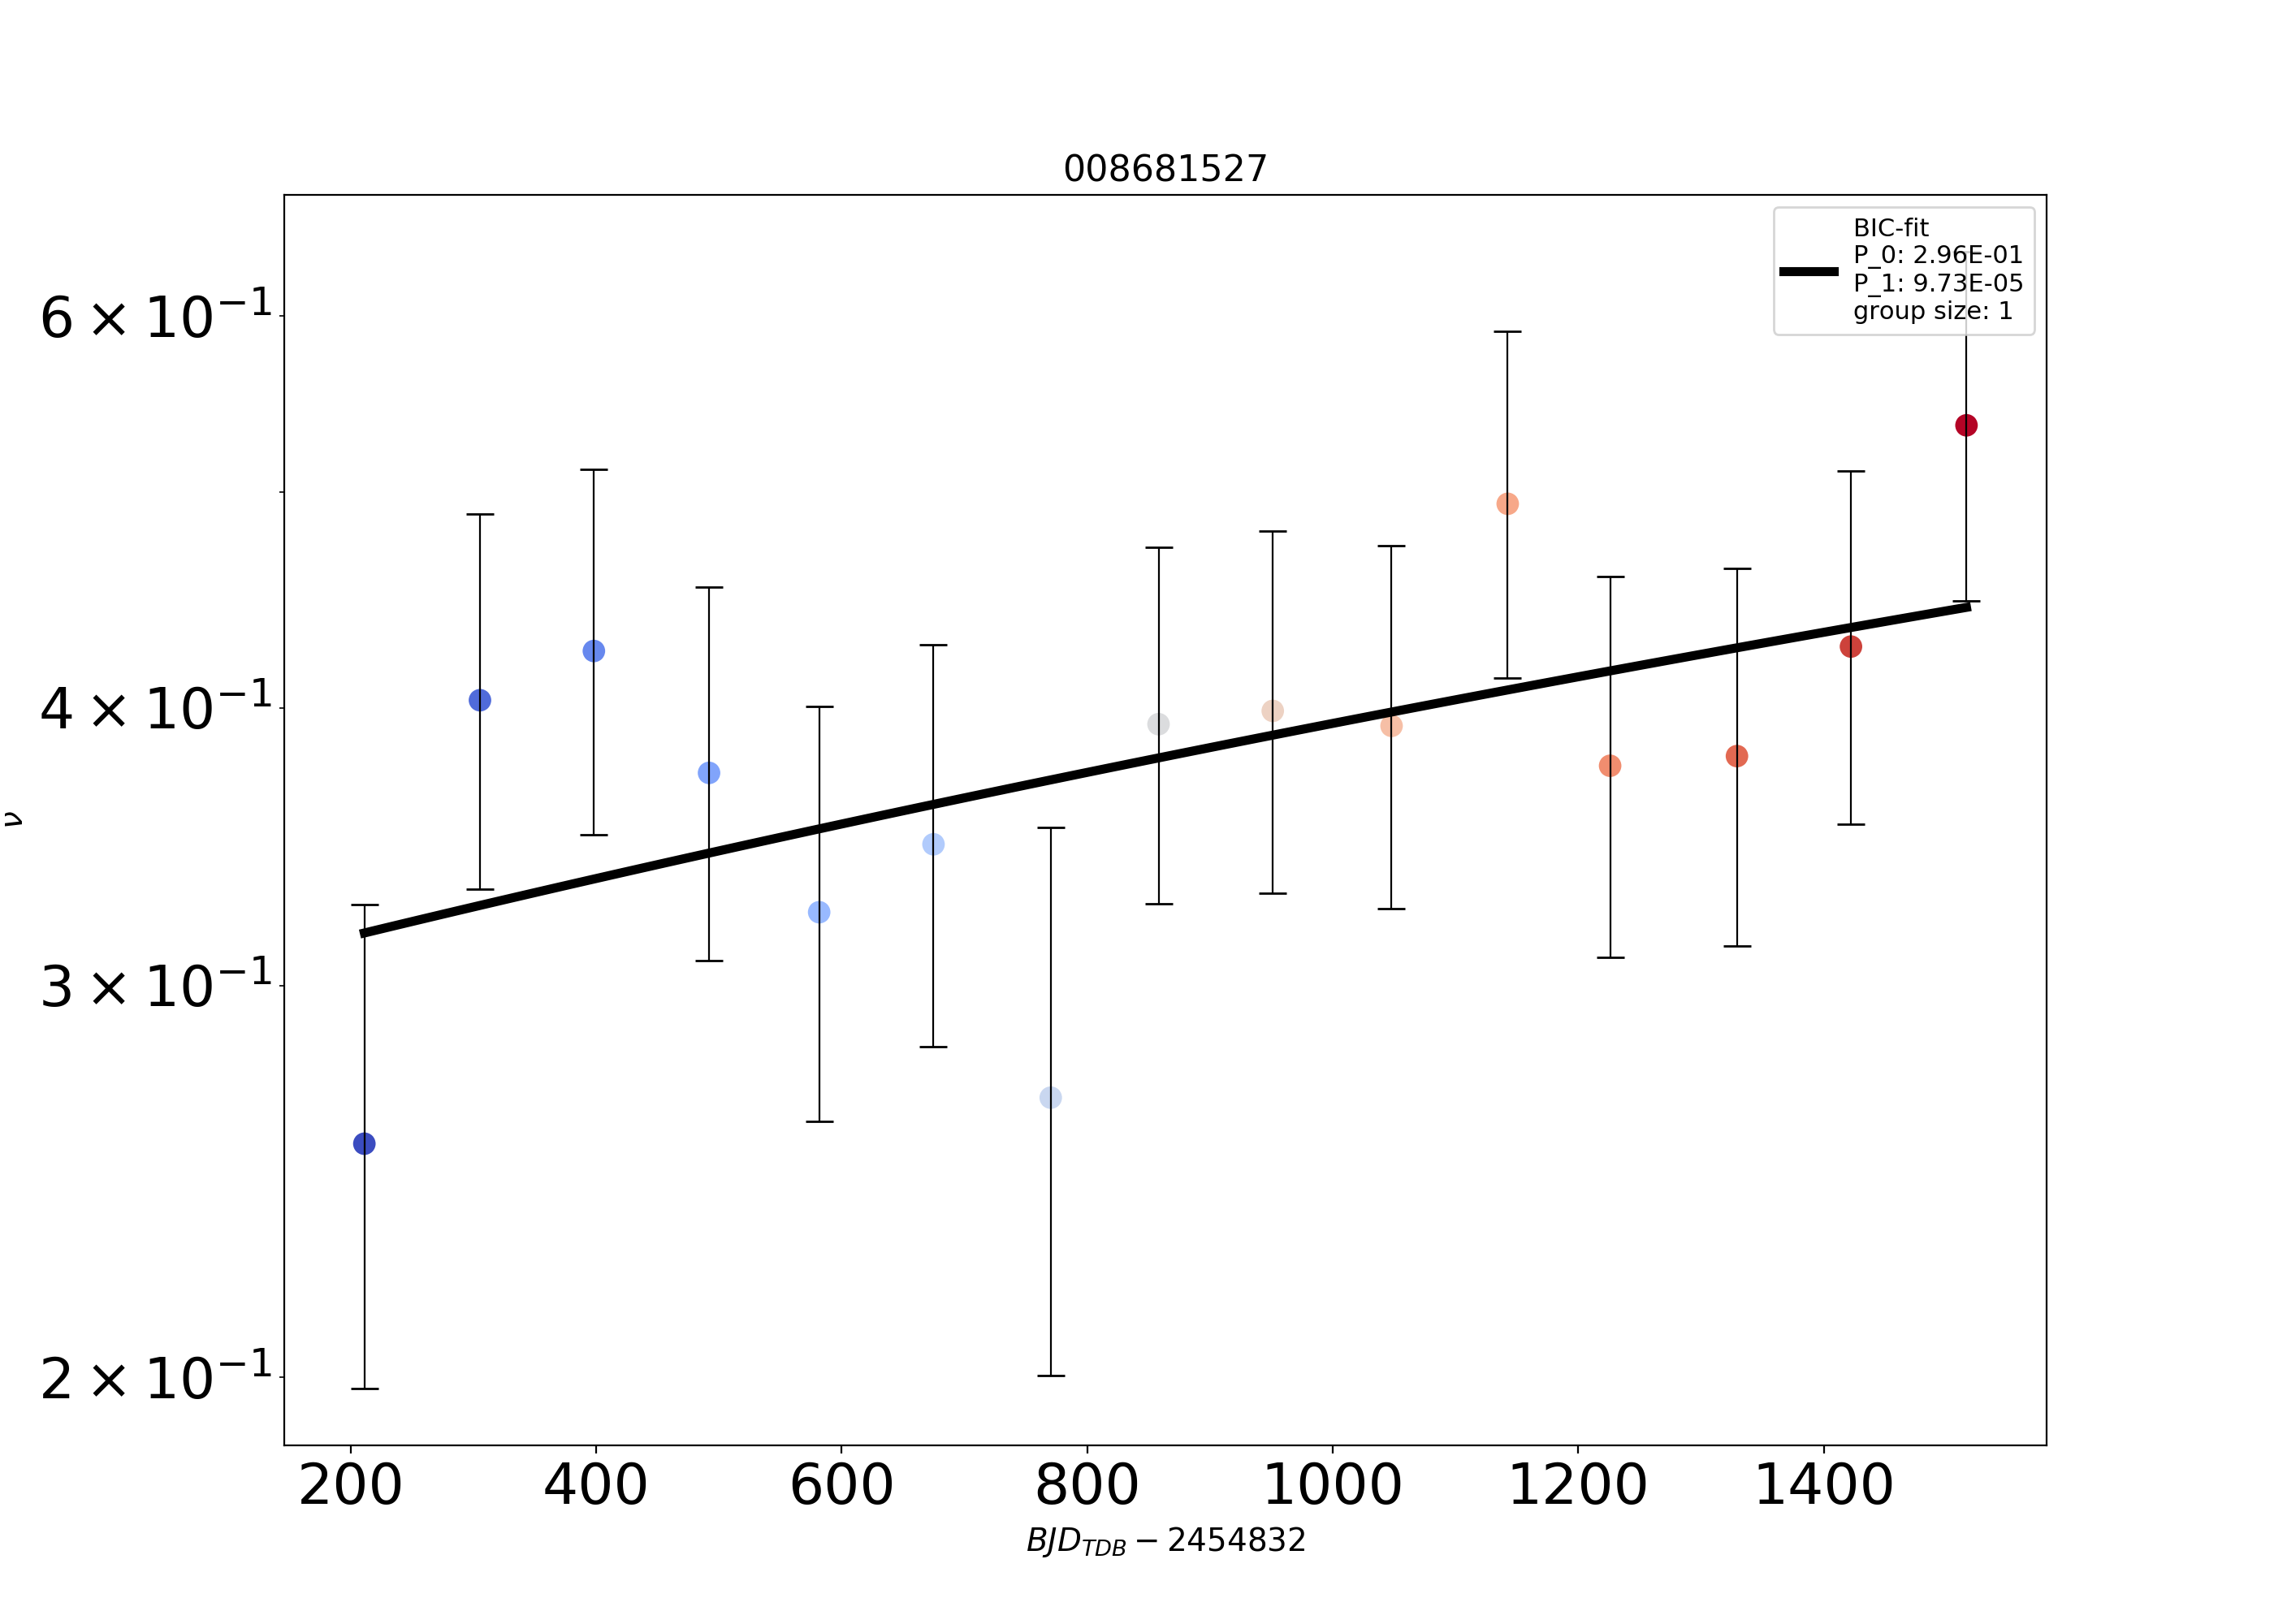 008681527
BIC-fit
P_0: 2.96E-01
P_1: 9.73E-05
group size: 1
6 × 10⁻¹
4 × 10⁻¹
3 × 10⁻¹
2 × 10⁻¹
ν
200 400 600 800 1000 1200 1400
BJD_TDB − 2454832